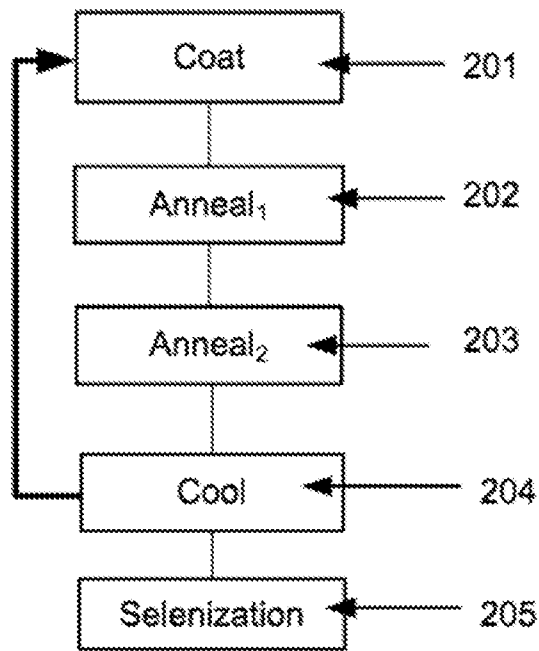 Coat 201
Anneal₁ 202
Anneal₂ 203
Cool 204
Selenization 205